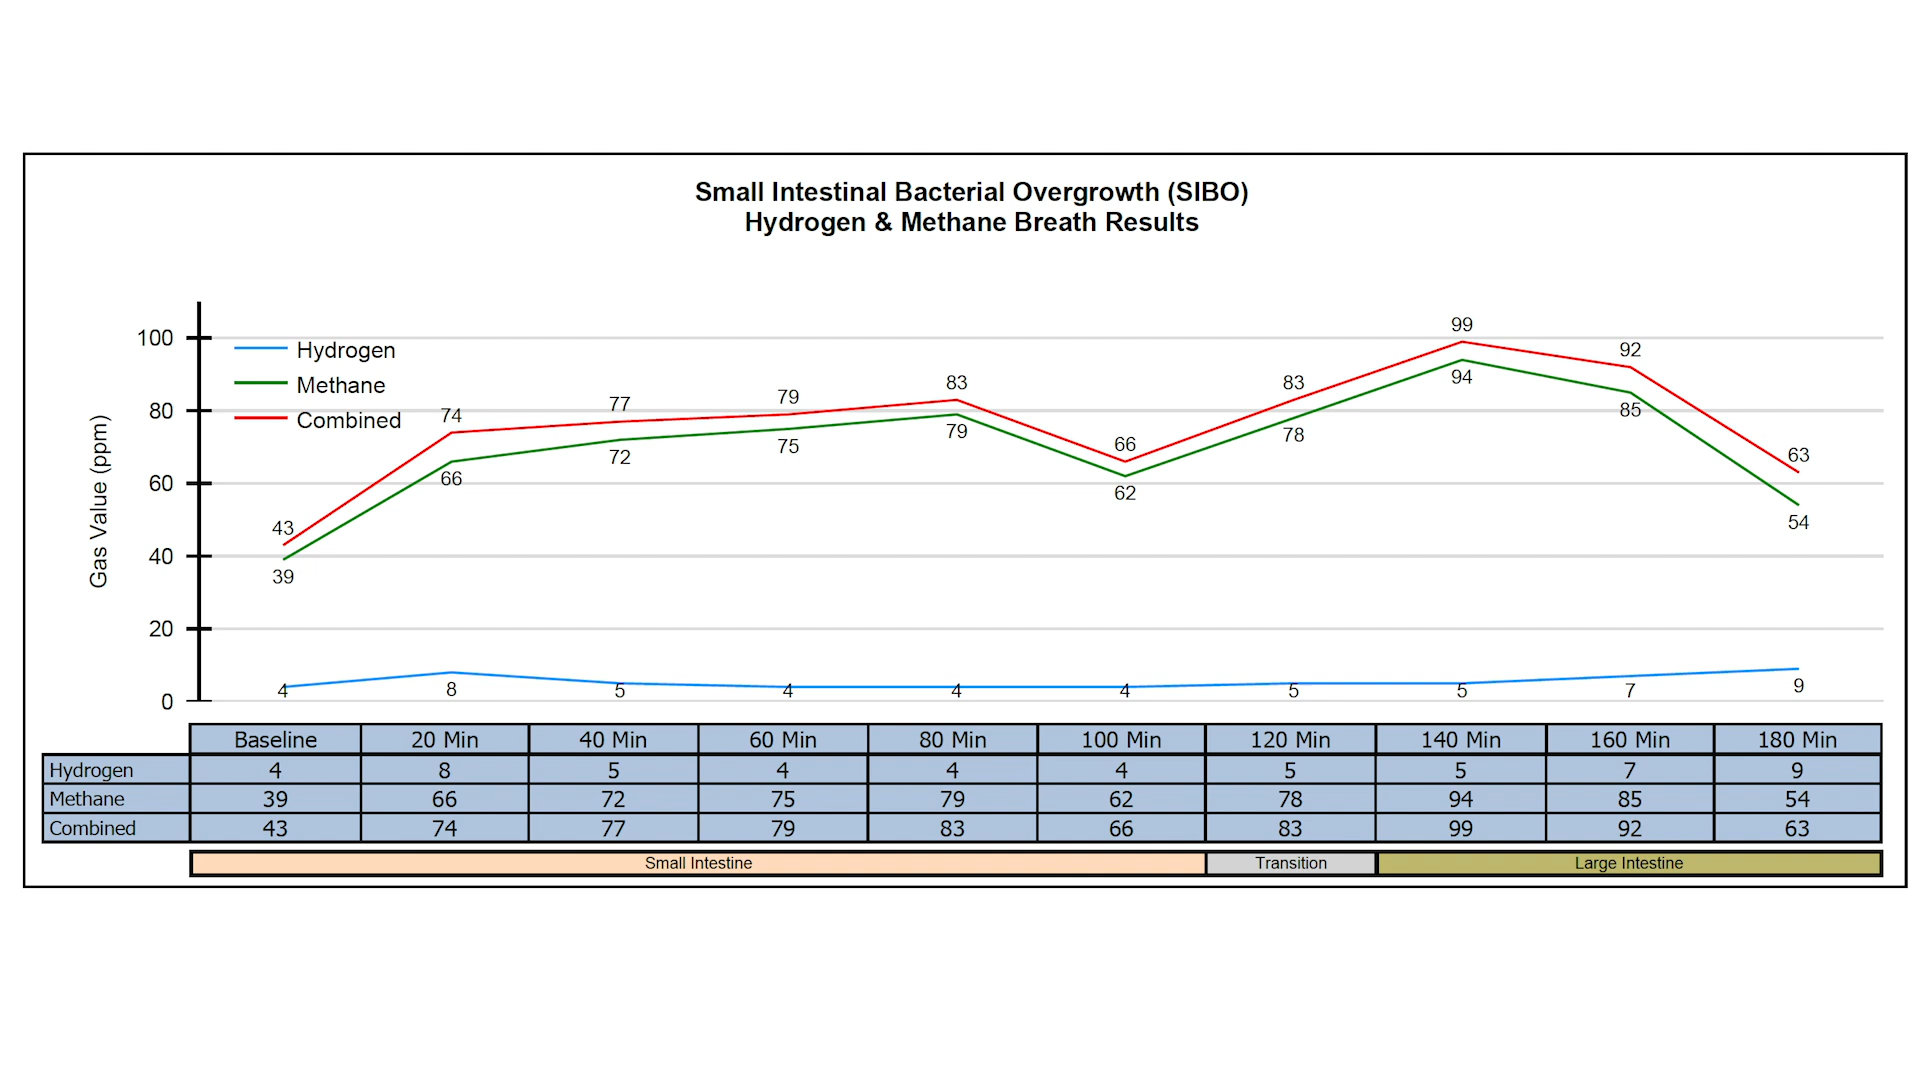 Small Intestinal Bacterial Overgrowth (SIBO)
Hydrogen & Methane Breath Results
Gas Value (ppm)
100
80
60
40
20
0
Hydrogen
Methane
Combined
43 74 77 79 83 66 83 99 92 63
39 66 72 75 79 62 78 94 85 54
4 8 5 4 4 4 5 5 7 9
Baseline 20 Min 40 Min 60 Min 80 Min 100 Min 120 Min 140 Min 160 Min 180 Min
Hydrogen 4 8 5 4 4 4 5 5 7 9
Methane 39 66 72 75 79 62 78 94 85 54
Combined 43 74 77 79 83 66 83 99 92 63
Small Intestine Transition Large Intestine